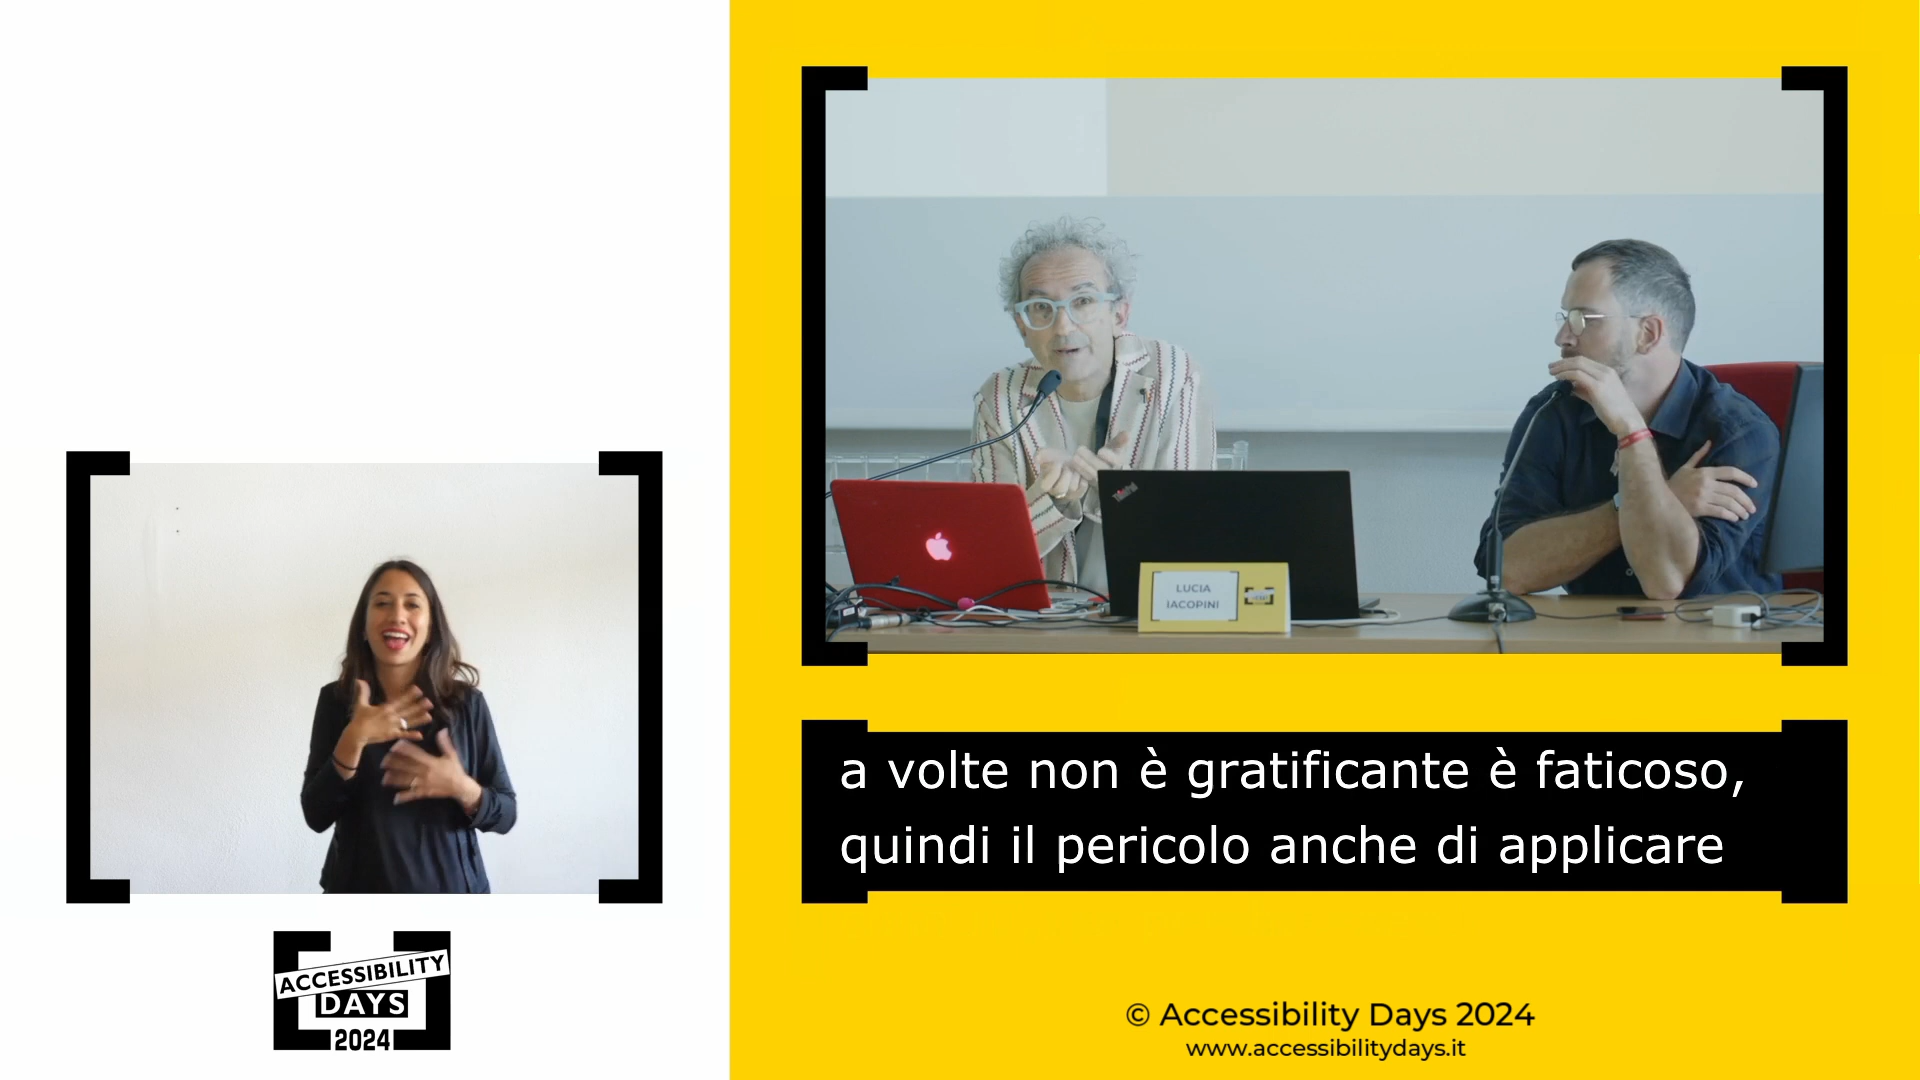 LUCIA
IACOPINI
a volte non è gratificante è faticoso,
quindi il pericolo anche di applicare
ACCESSIBILITY
DAYS
2024
© Accessibility Days 2024
www.accessibilitydays.it